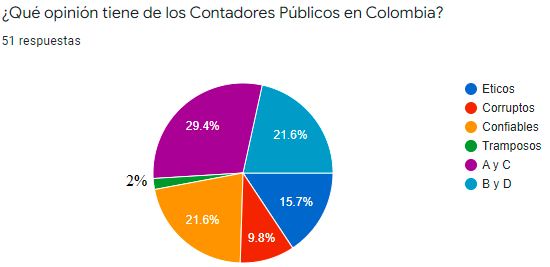 ¿Qué opinión tiene de los Contadores Públicos en Colombia?
51 respuestas
Eticos
Corruptos
Confiables
Tramposos
A y C
B y D
29.4%
21.6%
2%
15.7%
21.6%
9.8%